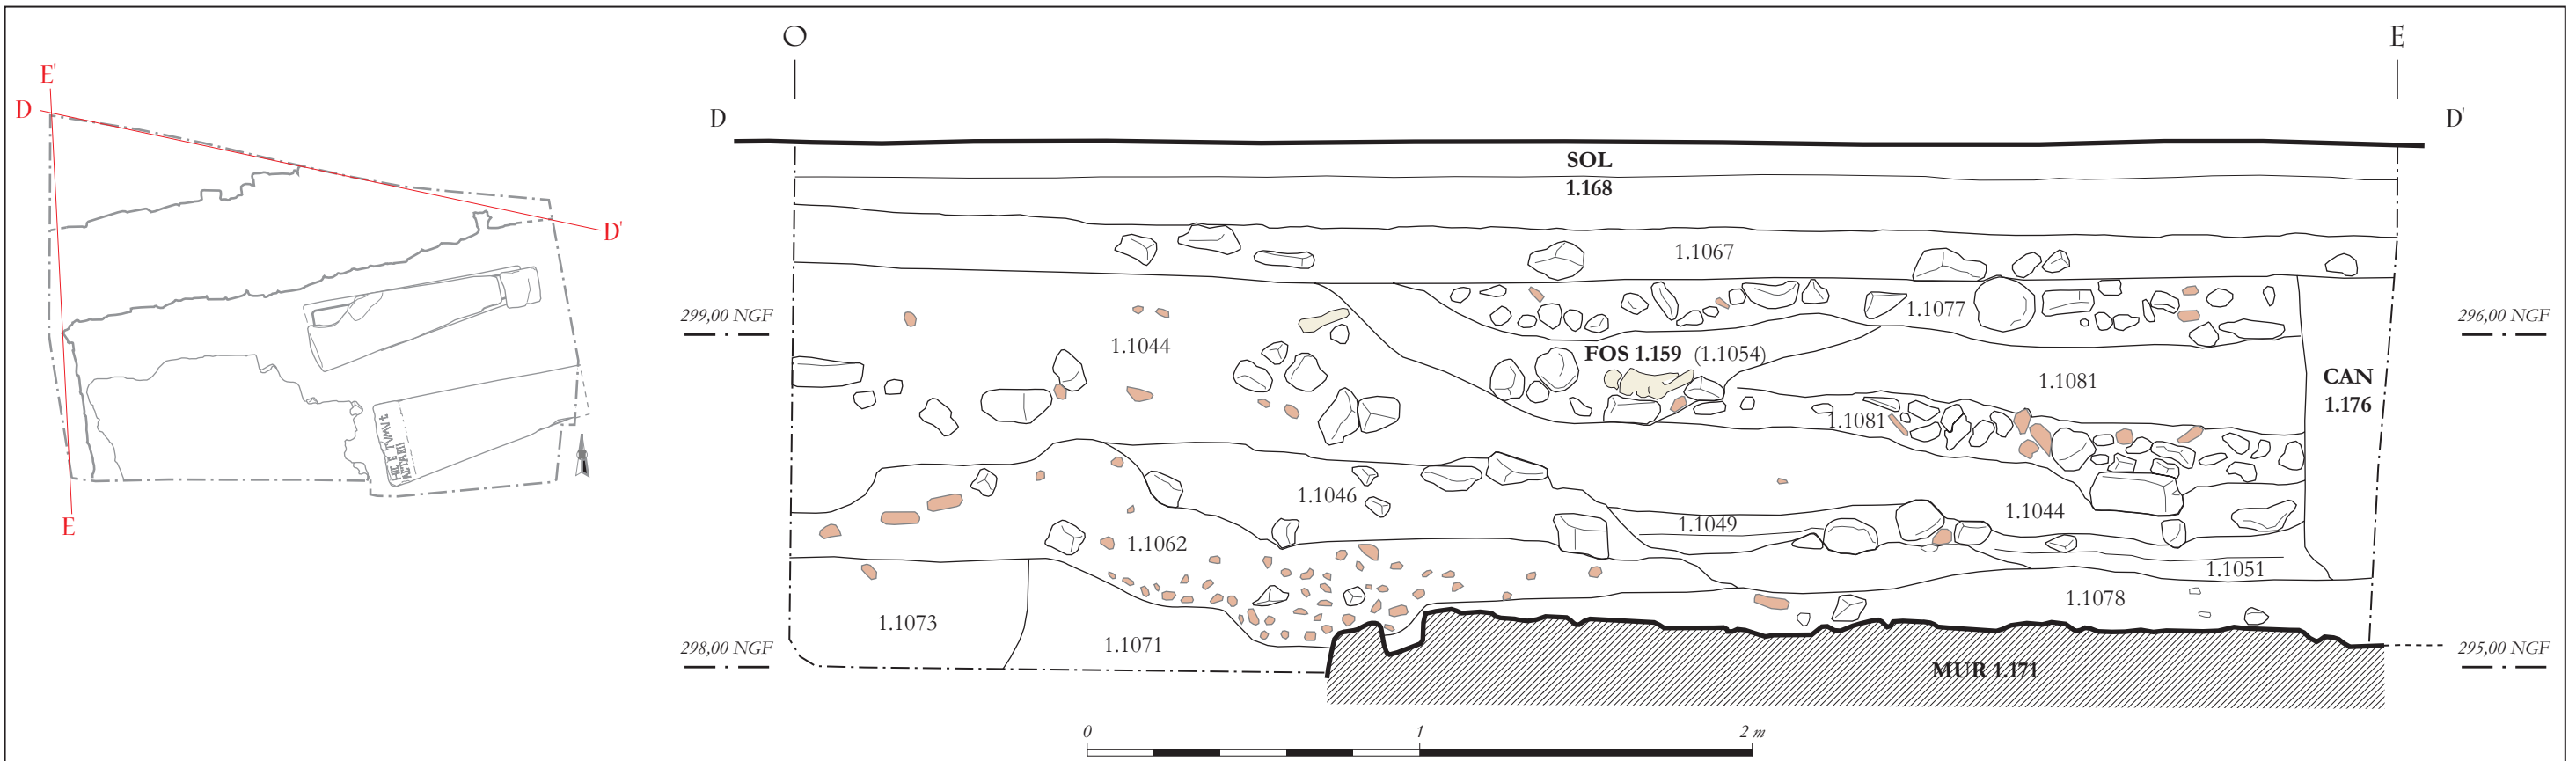 E'
D
D'
E
O
E
D
D'
SOL
1.168
1.1067
299,00 NGF
296,00 NGF
1.1077
1.1044
FOS 1.159 (1.1054)
1.1081
CAN
1.176
1.1081
1.1046
1.1049
1.1044
1.1062
1.1051
1.1073
1.1078
1.1071
298,00 NGF
295,00 NGF
MUR 1.171
0
1
2 m